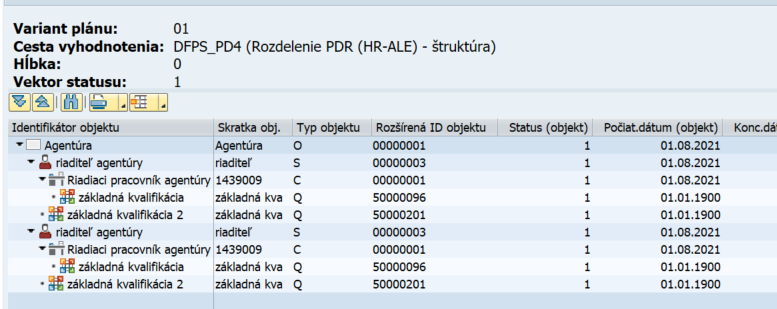 Variant plánu: 01
Cesta vyhodnotenia: DFPS_PD4 (Rozdelenie PDR (HR-ALE) - štruktúra)
Hĺbka: 0
Vektor statusu: 1
Identifikátor objektu Skratka obj. Typ objektu Rozšírená ID objektu Status (objekt) Počiat.dátum (objekt) Konc.dá
Agentúra Agentúra O 00000001 1 01.08.2021
riaditeľ agentúry riaditeľ S 00000003 1 01.08.2021
Riadiaci pracovník agentúry 1439009 C 00000001 1 01.08.2021
základná kvalifikácia základná kva Q 50000096 1 01.01.1900
základná kvalifikácia 2 základná kva Q 50000201 1 01.01.1900
riaditeľ agentúry riaditeľ S 00000003 1 01.08.2021
Riadiaci pracovník agentúry 1439009 C 00000001 1 01.08.2021
základná kvalifikácia základná kva Q 50000096 1 01.01.1900
základná kvalifikácia 2 základná kva Q 50000201 1 01.01.1900